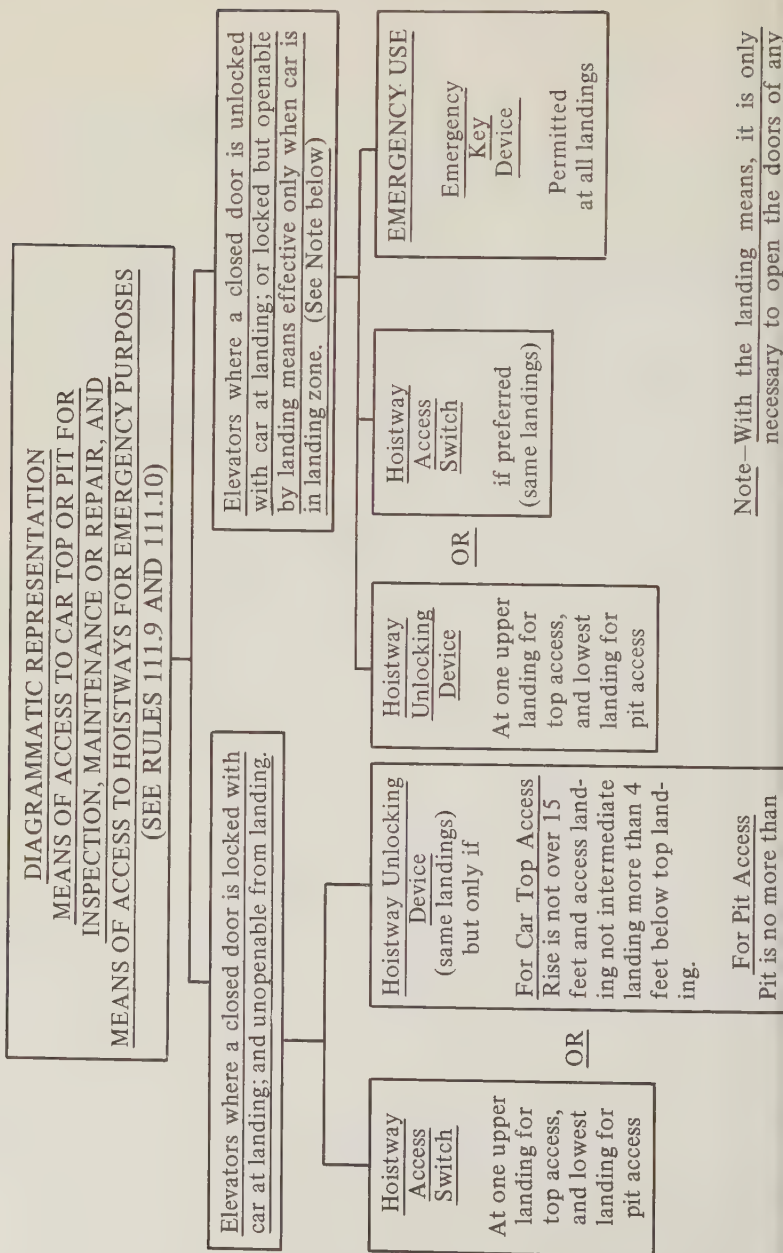 DIAGRAMMATIC REPRESENTATION
MEANS OF ACCESS TO CAR TOP OR PIT FOR
INSPECTION, MAINTENANCE OR REPAIR, AND
MEANS OF ACCESS TO HOISTWAYS FOR EMERGENCY PURPOSES
(SEE RULES 111.9 AND 111.10)
Elevators where a closed door is locked with
car at landing; and unopenable from landing.
Hoistway
Access
Switch
At one upper
landing for
top access,
and lowest
landing for
pit access
OR
Hoistway Unlocking
Device
(same landings)
but only if
For Car Top Access
Rise is not over 15
feet and access land-
ing not intermediate
landing more than 4
feet below top land-
ing.
For Pit Access
Pit is no more than
Elevators where a closed door is unlocked
with car at landing; or locked but openable
by landing means effective only when car is
in landing zone. (See Note below)
Hoistway
Unlocking
Device
At one upper
landing for
top access,
and lowest
landing for
pit access
OR
Hoistway
Access
Switch
if preferred
(same landings)
EMERGENCY USE
Emergency
Key
Device
Permitted
at all landings
Note—With the landing means, it is only
necessary to open the doors of any